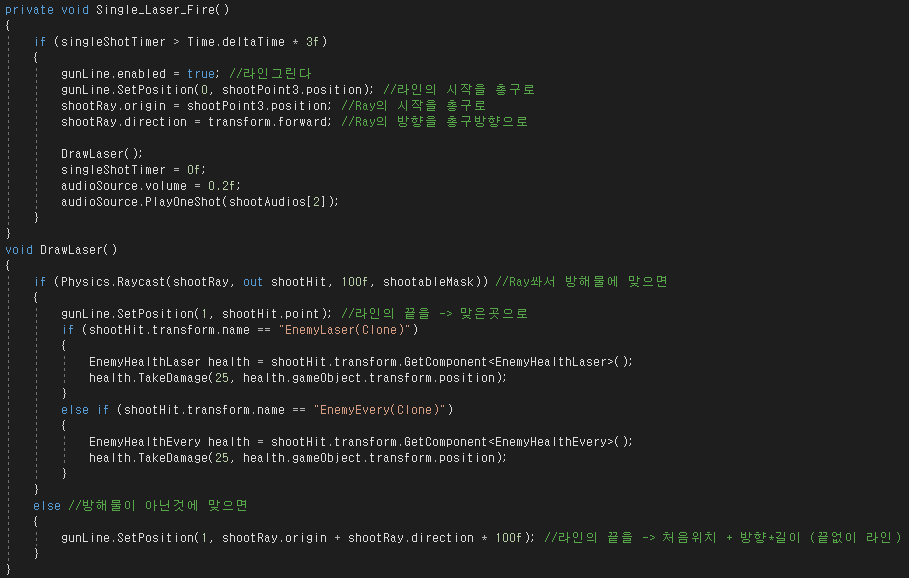 private void Single_Laser_Fire()
{
if (singleShotTimer > Time.deltaTime * 3f)
{
gunLine.enabled = true; //라인그린다
gunLine.SetPosition(0, shootPoint3.position); //라인의 시작을 총구로
shootRay.origin = shootPoint3.position; //Ray의 시작을 총구로
shootRay.direction = transform.forward; //Ray의 방향을 총구방향으로
DrawLaser();
singleShotTimer = 0f;
audioSource.volume = 0.2f;
audioSource.PlayOneShot(shootAudios[2]);
}
}
void DrawLaser()
{
if (Physics.Raycast(shootRay, out shootHit, 100f, shootableMask)) //Ray쏴서 방해물에 맞으면
{
gunLine.SetPosition(1, shootHit.point); //라인의 끝을 -> 맞은곳으로
if (shootHit.transform.name == "EnemyLaser(Clone)")
{
EnemyHealthLaser health = shootHit.transform.GetComponent<EnemyHealthLaser>();
health.TakeDamage(25, health.gameObject.transform.position);
}
else if (shootHit.transform.name == "EnemyEvery(Clone)")
{
EnemyHealthEvery health = shootHit.transform.GetComponent<EnemyHealthEvery>();
health.TakeDamage(25, health.gameObject.transform.position);
}
}
else //방해물이 아닌것에 맞으면
{
gunLine.SetPosition(1, shootRay.origin + shootRay.direction * 100f); //라인의 끝을 -> 처음위치 + 방향*길이 (끝없이 라인)
}
}